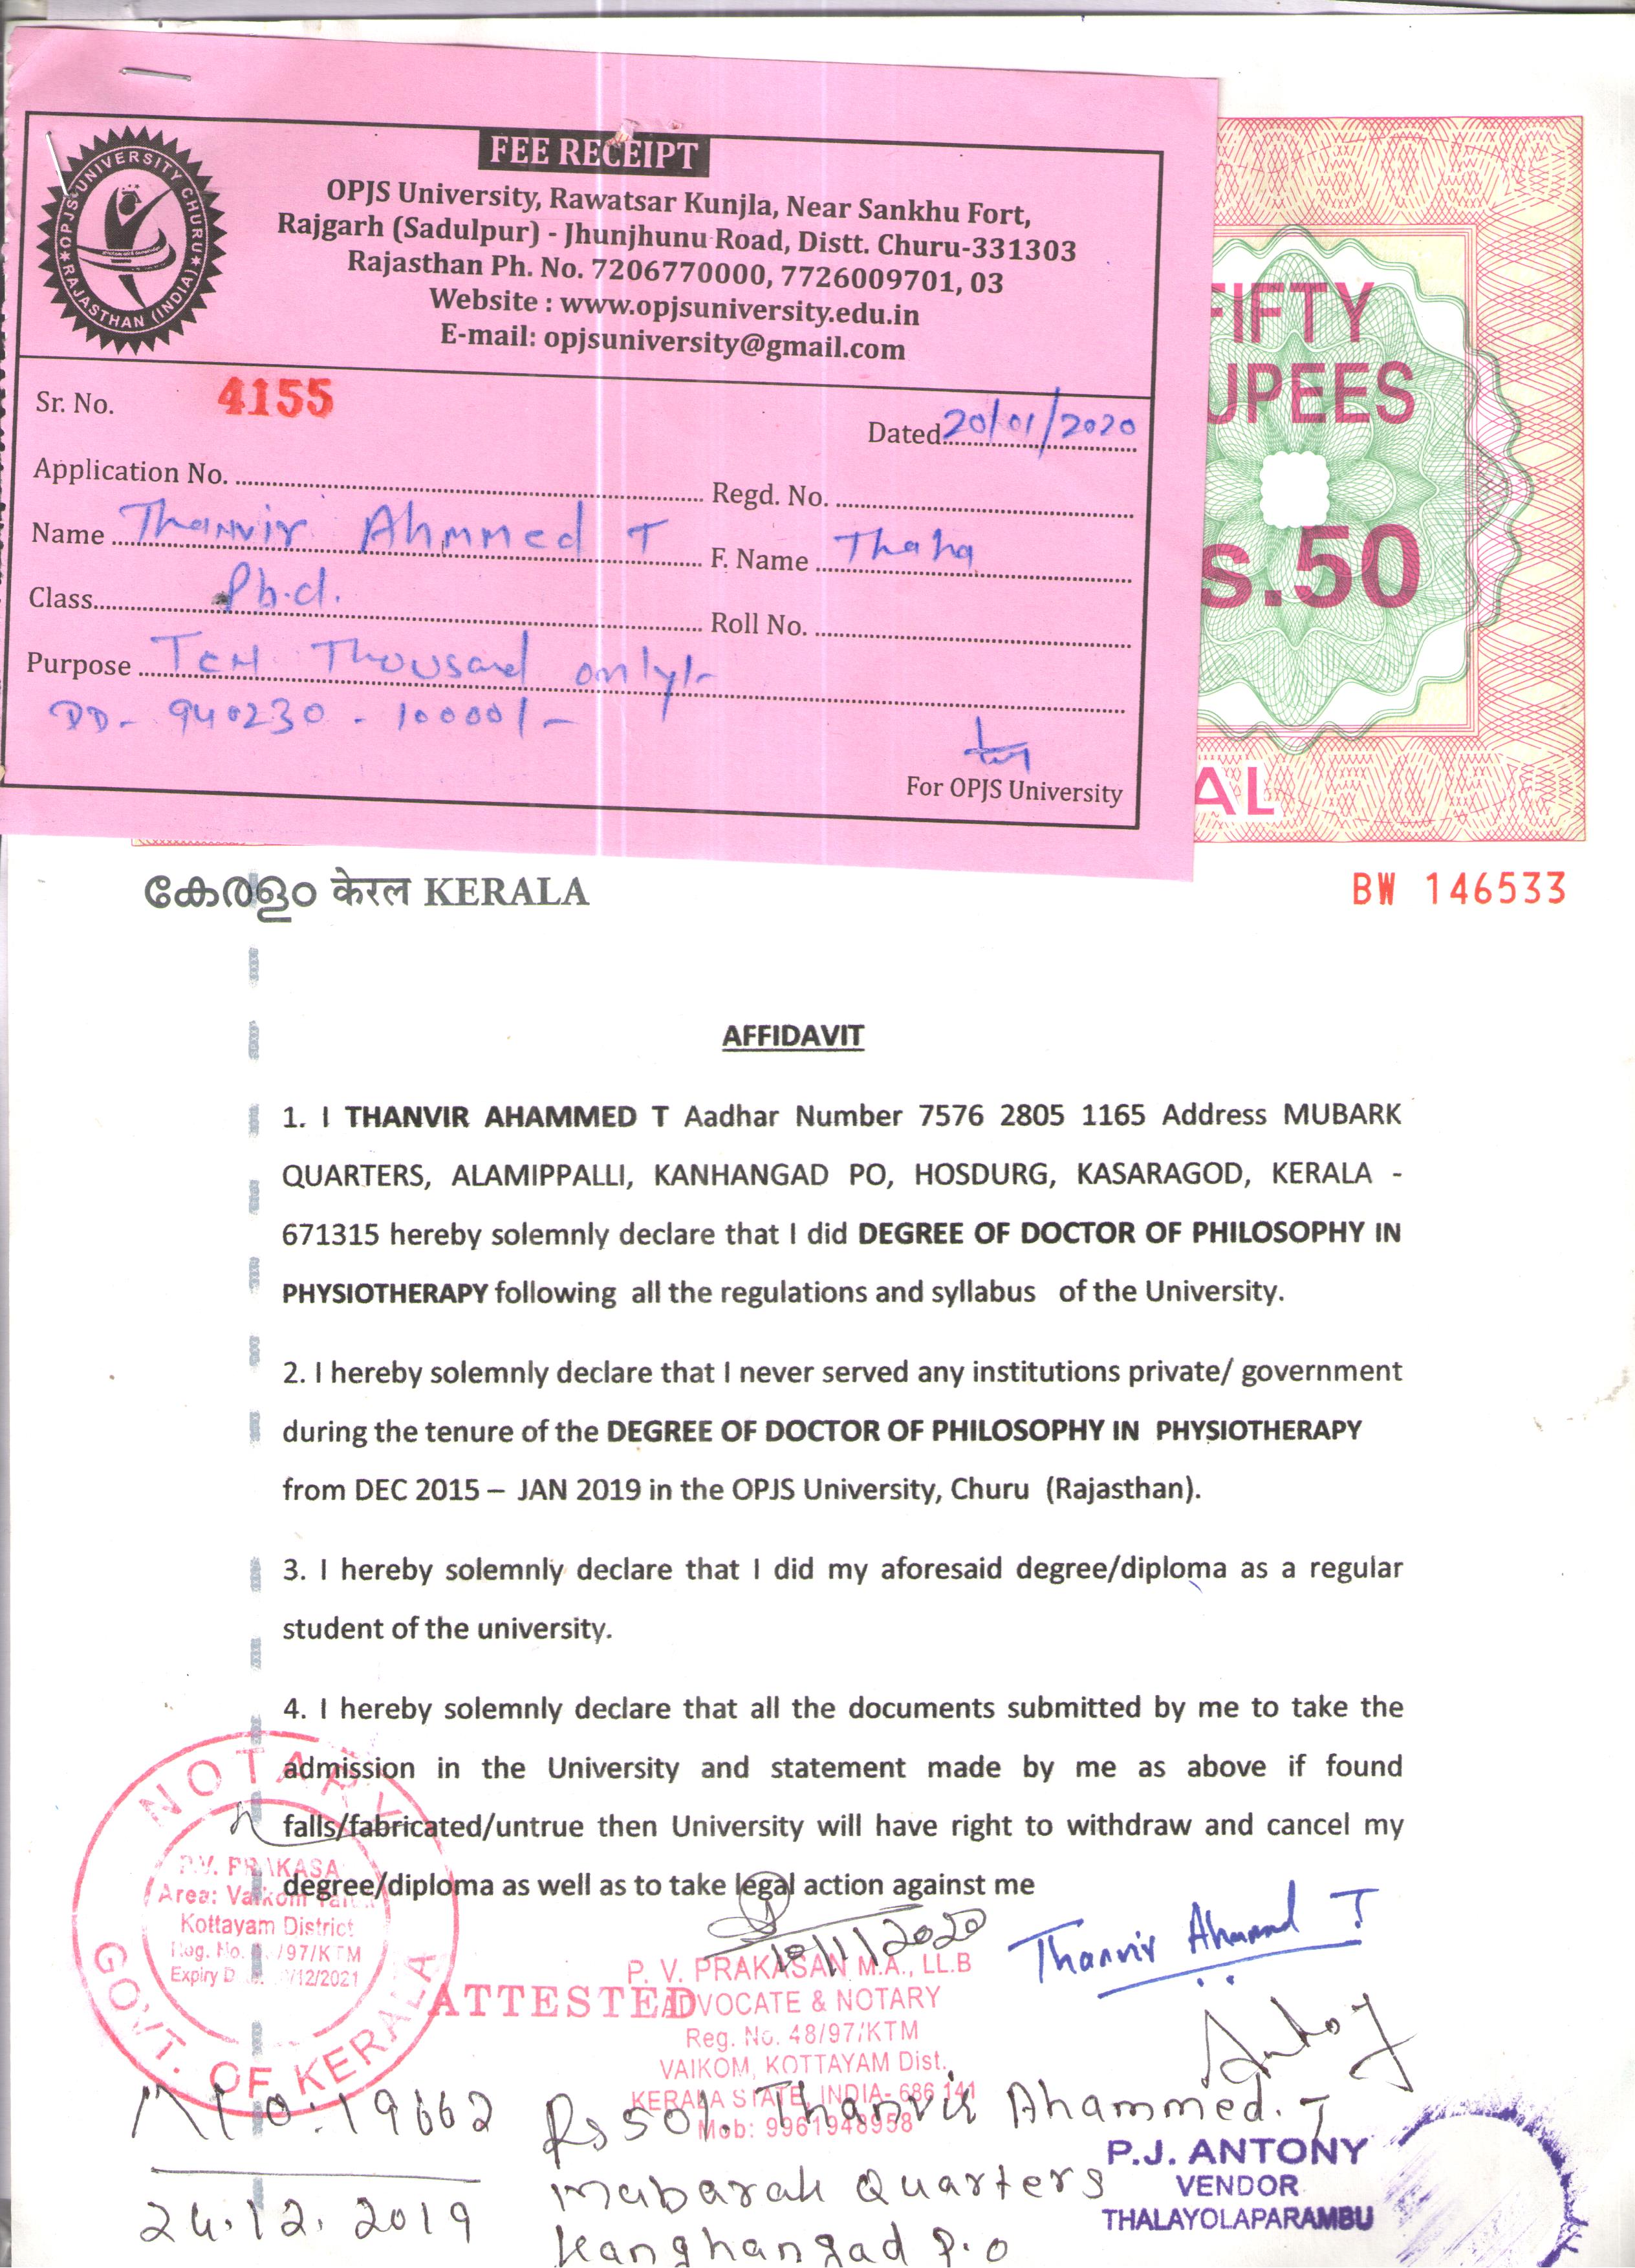 FEE RECEIPT
OPJS UNIVERSITY CHURU
RAJASTHAN (INDIA)
OPJS University, Rawatsar Kunjla, Near Sankhu Fort,
Rajgarh (Sadulpur) - Jhunjhunu Road, Distt. Churu-331303
Rajasthan Ph. No. 7206770000, 7726009701, 03
Website : www.opjsuniversity.edu.in
E-mail: opjsuniversity@gmail.com
Sr. No. 4155
Dated 20/01/2020
Application No. Regd. No.
Name Thanvir Ahmmed T F. Name Thaha
Class Ph.d. Roll No.
Purpose Ten Thousand only/-
DD - 940230 - 10000/-
For OPJS University
FIFTY
RUPEES
Rs.50
AL
കേരളം केरल KERALA
BW 146533
AFFIDAVIT
1. I THANVIR AHAMMED T Aadhar Number 7576 2805 1165 Address MUBARK
QUARTERS, ALAMIPPALLI, KANHANGAD PO, HOSDURG, KASARAGOD, KERALA -
671315 hereby solemnly declare that I did DEGREE OF DOCTOR OF PHILOSOPHY IN
PHYSIOTHERAPY following all the regulations and syllabus of the University.
2. I hereby solemnly declare that I never served any institutions private/ government
during the tenure of the DEGREE OF DOCTOR OF PHILOSOPHY IN PHYSIOTHERAPY
from DEC 2015 – JAN 2019 in the OPJS University, Churu (Rajasthan).
3. I hereby solemnly declare that I did my aforesaid degree/diploma as a regular
student of the university.
4. I hereby solemnly declare that all the documents submitted by me to take the
admission in the University and statement made by me as above if found
falls/fabricated/untrue then University will have right to withdraw and cancel my
degree/diploma as well as to take legal action against me
NOTARY
P.V. PRAKASA
Area: Vaikom
Kottayam District
Reg. No. /97/KTM
Expiry D /12/2021
GOVT. OF KERALA
/1/2020
Thanvir Ahammed T
P. V. PRAKASAN M.A., LL.B
ATTESTED
ADVOCATE & NOTARY
Reg. No. 48/97/KTM
VAIKOM, KOTTAYAM Dist.
KERALA STATE, INDIA- 686 141
Mob: 9961948958
Antony
No: 19662
Rs 50/. Thanvir Ahammed. T
24.12.2019
Mubarak Quarters
Kanghangad P.O
P.J. ANTONY
VENDOR
THALAYOLAPARAMBU